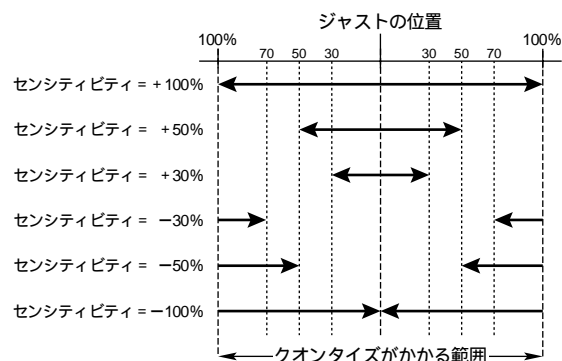 ジャストの位置
100% 100%
70 50 30 30 50 70
センシティビティ = +100%
センシティビティ = +50%
センシティビティ = +30%
センシティビティ = −30%
センシティビティ = −50%
センシティビティ = −100%
クオンタイズがかかる範囲